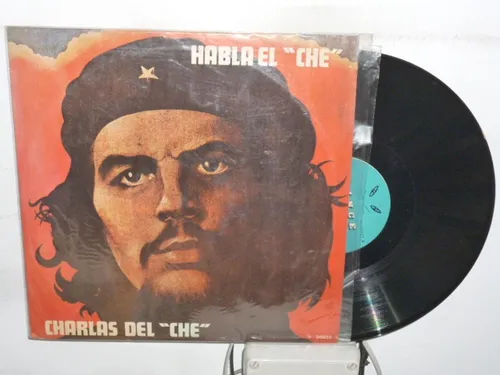 HABLA EL "CHE"
CHARLAS DEL "CHE"